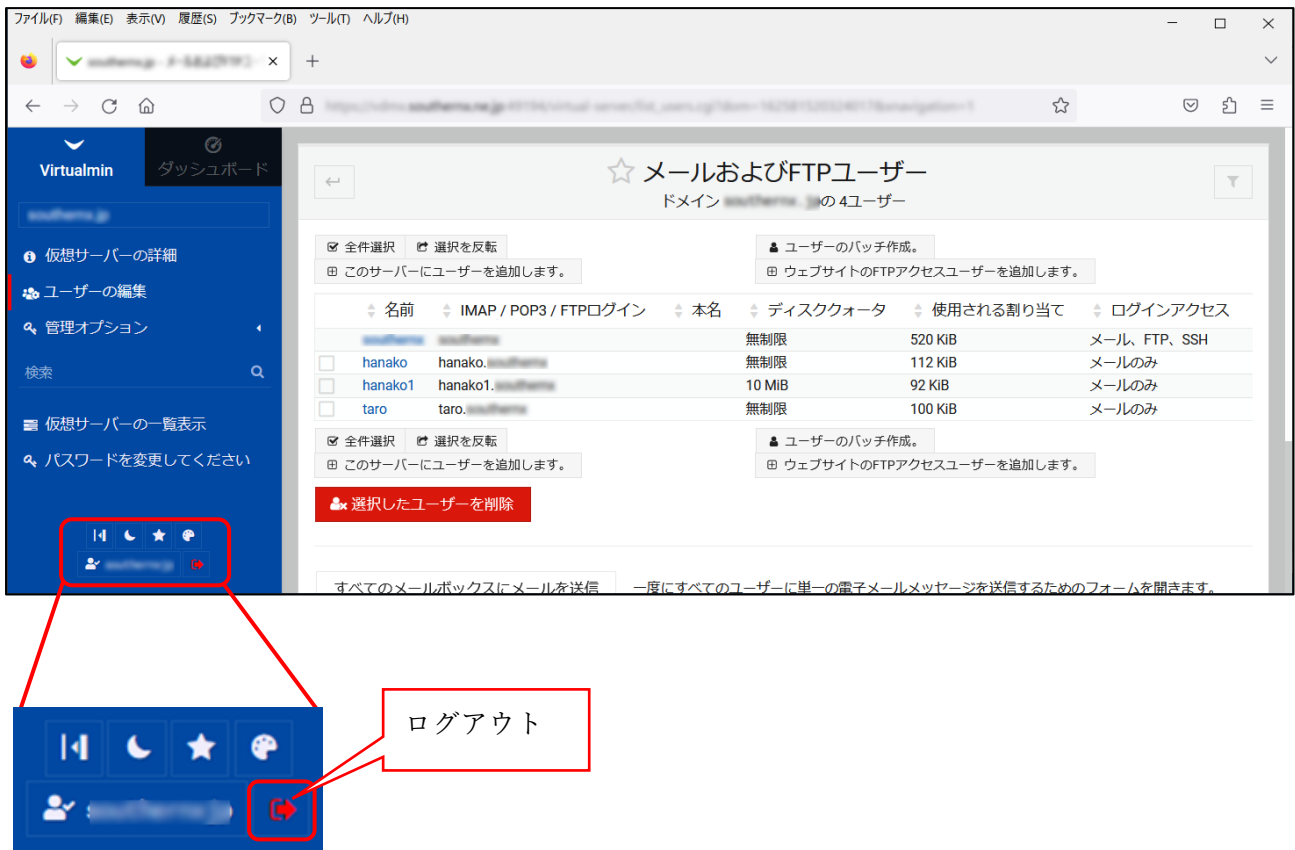 ファイル(F) 編集(E) 表示(V) 履歴(S) ブックマーク(B) ツール(T) ヘルプ(H)
Virtualmin
ダッシュボード
メールおよびFTPユーザー
ドメイン の 4ユーザー
仮想サーバーの詳細
ユーザーの編集
管理オプション
検索
仮想サーバーの一覧表示
パスワードを変更してください
全件選択 選択を反転 ユーザーのバッチ作成。
このサーバーにユーザーを追加します。 ウェブサイトのFTPアクセスユーザーを追加します。
名前 IMAP / POP3 / FTPログイン 本名 ディスククォータ 使用される割り当て ログインアクセス
無制限 520 KiB メール、FTP、SSH
hanako hanako. 無制限 112 KiB メールのみ
hanako1 hanako1. 10 MiB 92 KiB メールのみ
taro taro. 無制限 100 KiB メールのみ
全件選択 選択を反転 ユーザーのバッチ作成。
このサーバーにユーザーを追加します。 ウェブサイトのFTPアクセスユーザーを追加します。
選択したユーザーを削除
すべてのメールボックスにメールを送信 一度にすべてのユーザーに単一の電子メールメッセージを送信するためのフォームを開きます。
ログアウト